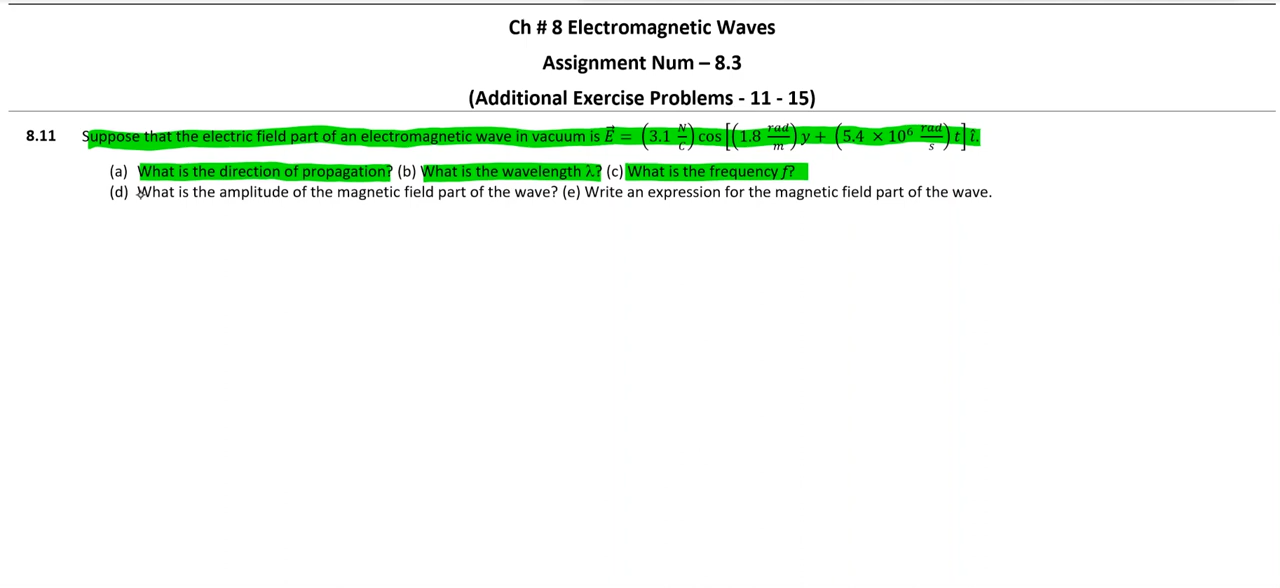 Ch # 8 Electromagnetic Waves
Assignment Num – 8.3
(Additional Exercise Problems - 11 - 15)
8.11 Suppose that the electric field part of an electromagnetic wave in vacuum is E⃗ = (3.1 N/C) cos [(1.8 rad/m) y + (5.4 × 10⁶ rad/s) t] î.
(a) What is the direction of propagation? (b) What is the wavelength λ? (c) What is the frequency f?
(d) What is the amplitude of the magnetic field part of the wave? (e) Write an expression for the magnetic field part of the wave.